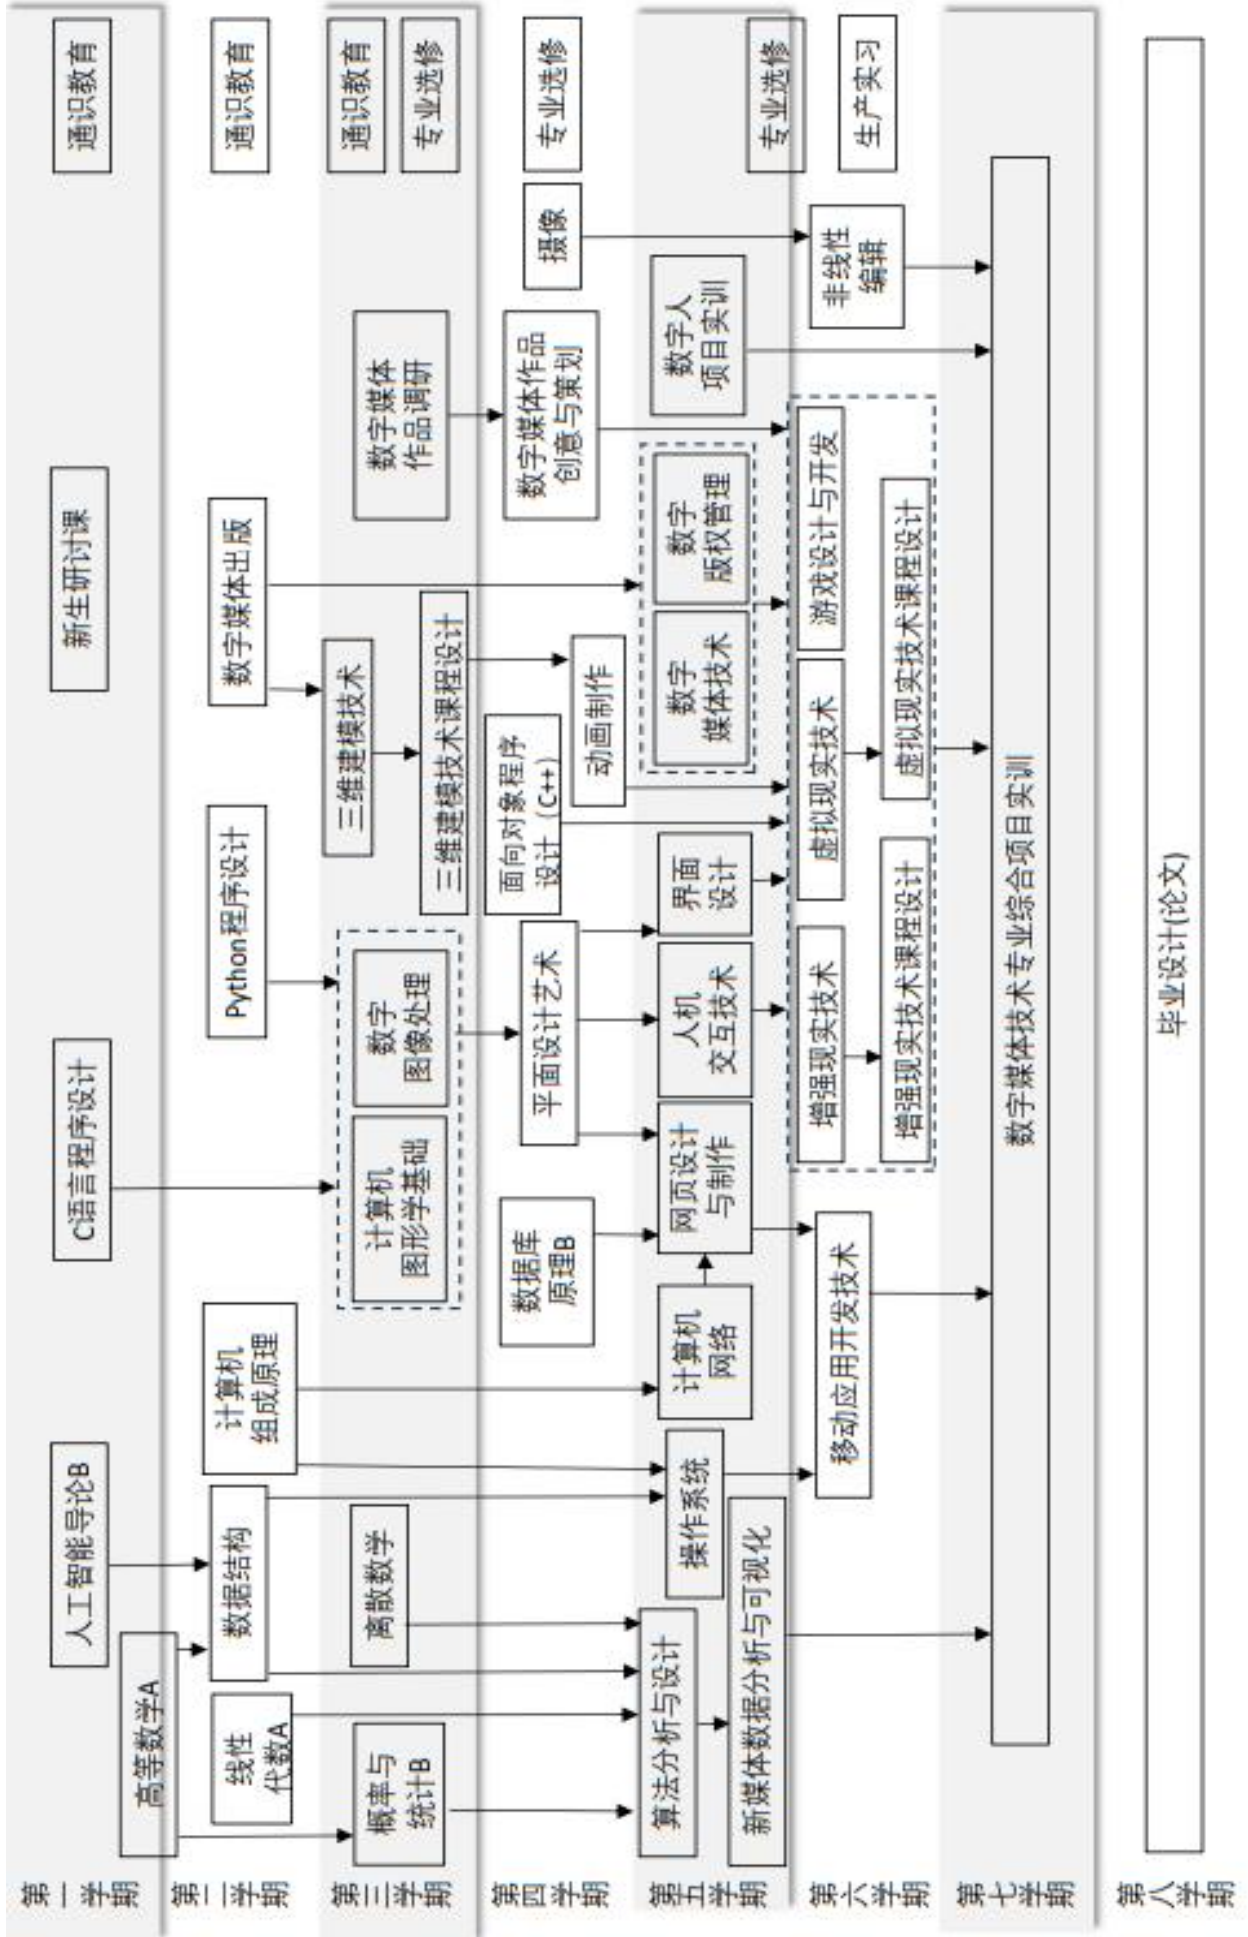 第一
学期
高等数学A
人工智能导论B
C语言程序设计
新生研讨课
通识教育
第二
学期
线性
代数A
数据结构
计算机
组成原理
Python程序设计
数字媒体出版
通识教育
第三
学期
概率与
统计B
离散数学
计算机
图形学基础
数字
图像处理
三维建模技术
三维建模技术课程设计
数字媒体
作品调研
通识教育
专业选修
第四
学期
数据库
原理B
平面设计艺术
面向对象程序
设计（C++）
动画制作
数字媒体作品
创意与策划
摄像
专业选修
第五
学期
算法分析与设计
新媒体数据分析与可视化
操作系统
计算机
网络
网页设计
与制作
人机
交互技术
界面
设计
数字
媒体技术
数字
版权管理
数字人
项目实训
专业选修
第六
学期
移动应用开发技术
增强现实技术
增强现实技术课程设计
虚拟现实技术
虚拟现实技术课程设计
游戏设计与开发
非线性
编辑
生产实习
第七
学期
数字媒体技术专业综合项目实训
第八
学期
毕业设计(论文)